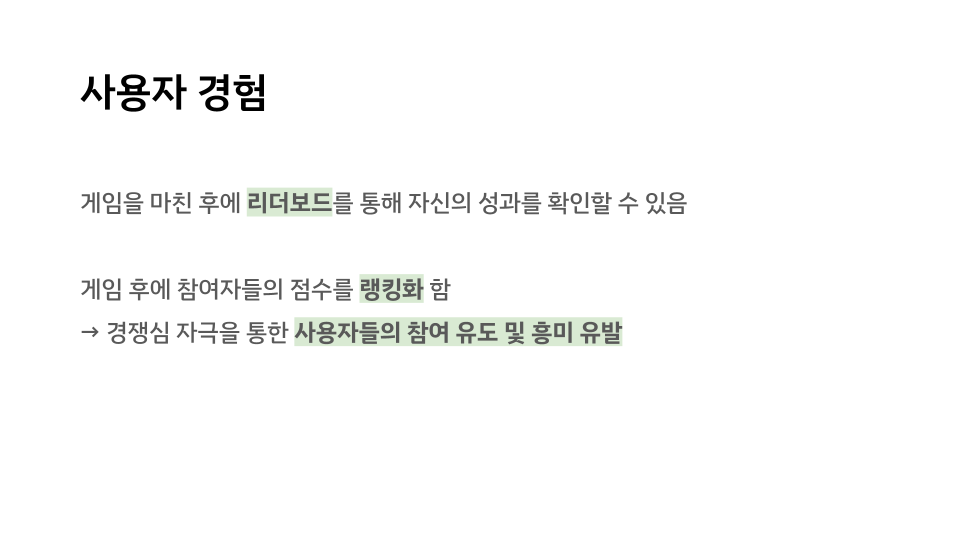 사용자 경험
게임을 마친 후에 리더보드를 통해 자신의 성과를 확인할 수 있음
게임 후에 참여자들의 점수를 랭킹화 함
→ 경쟁심 자극을 통한 사용자들의 참여 유도 및 흥미 유발